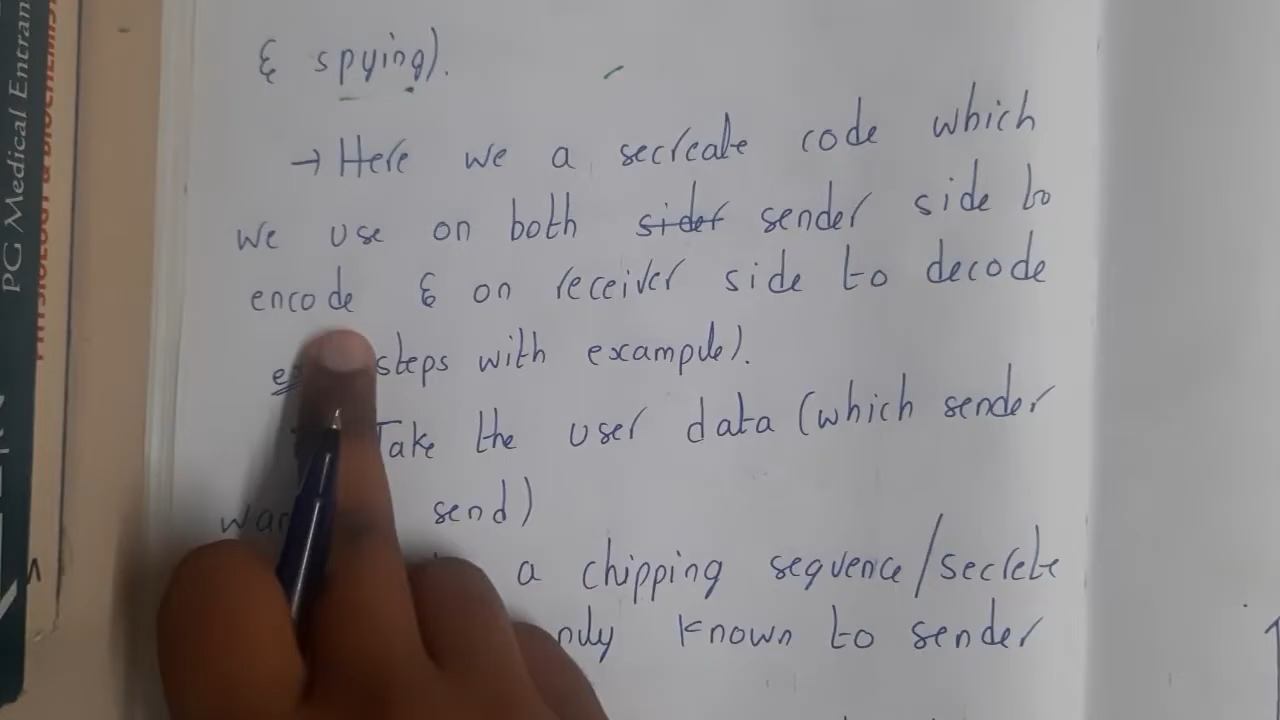 & spying).
→ Here we a secreate code which
we use on both sider sender side to
encode & on receiver side to decode
steps with example).
Take the user data (which sender
send)
a chipping sequence/secrete
known to sender
PG Medical Entran
PHYSIOLOGY & BIOCHEMIST